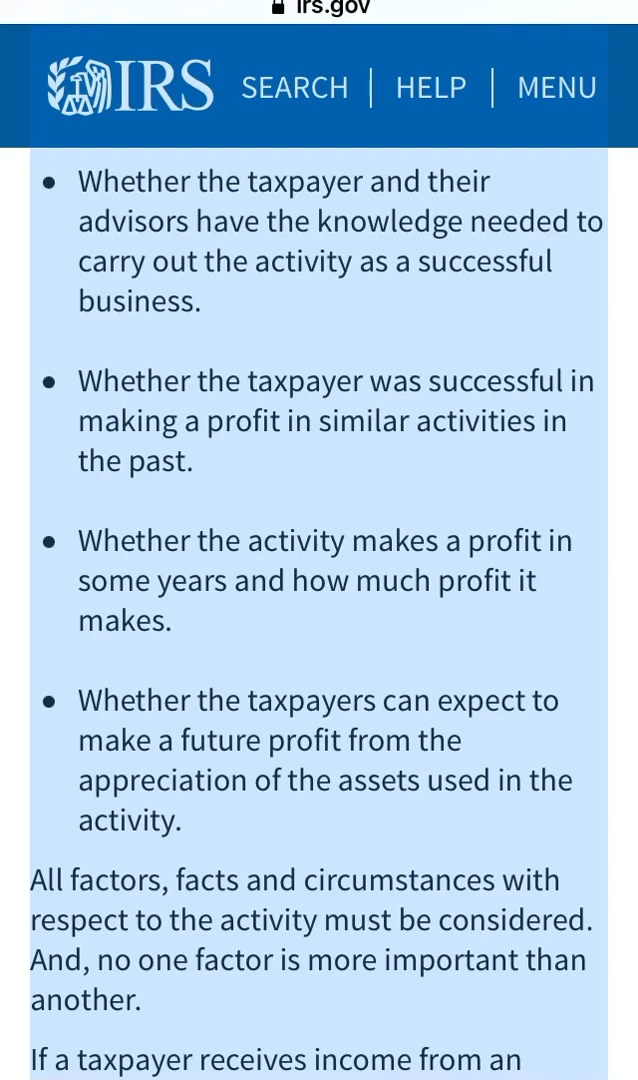 irs.gov
IRS SEARCH | HELP | MENU
• Whether the taxpayer and their
advisors have the knowledge needed to
carry out the activity as a successful
business.
• Whether the taxpayer was successful in
making a profit in similar activities in
the past.
• Whether the activity makes a profit in
some years and how much profit it
makes.
• Whether the taxpayers can expect to
make a future profit from the
appreciation of the assets used in the
activity.
All factors, facts and circumstances with
respect to the activity must be considered.
And, no one factor is more important than
another.
If a taxpayer receives income from an